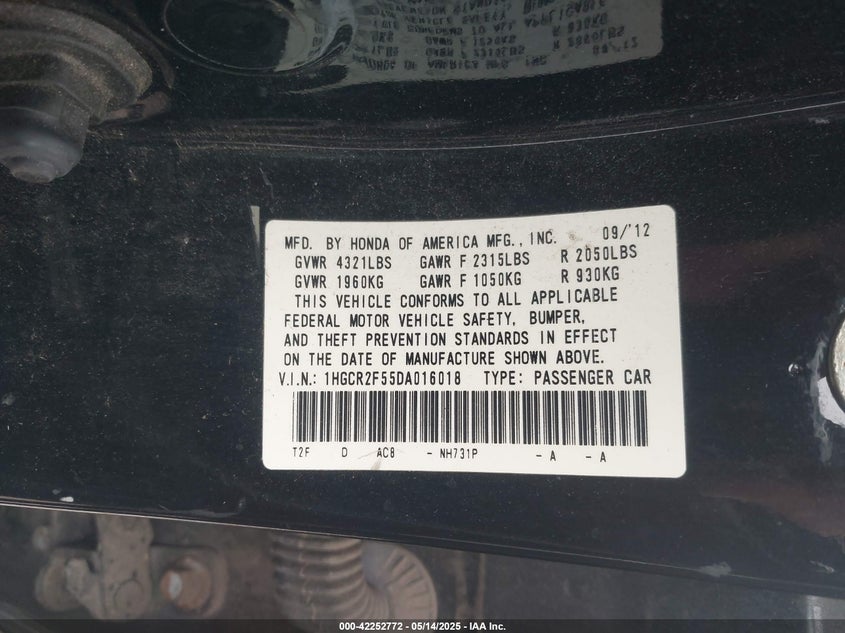 MFD. BY HONDA OF AMERICA MFG., INC. 09/'12
GVWR 4321LBS GAWR F 2315LBS R 2050LBS
GVWR 1960KG GAWR F 1050KG R 930KG
THIS VEHICLE CONFORMS TO ALL APPLICABLE
FEDERAL MOTOR VEHICLE SAFETY, BUMPER,
AND THEFT PREVENTION STANDARDS IN EFFECT
ON THE DATE OF MANUFACTURE SHOWN ABOVE.
V.I.N.: 1HGCR2F55DA016018 TYPE: PASSENGER CAR
T2F D AC8 - NH731P - A - A
000-42252772 - 05/14/2025 - IAA Inc.